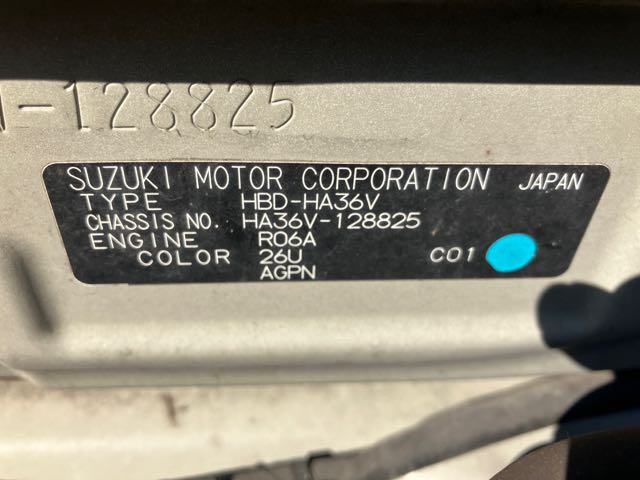 -128825
SUZUKI MOTOR CORPORATION JAPAN
TYPE HBD-HA36V
CHASSIS NO. HA36V-128825
ENGINE R06A
COLOR 26U C01
AGPN